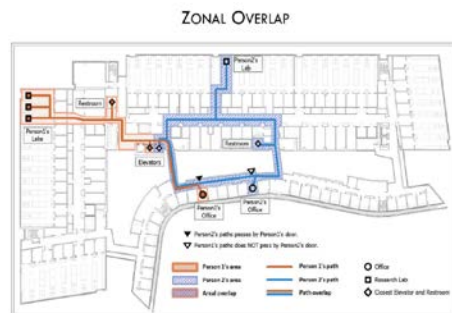 ZONAL OVERLAP
Person2's
Lab
Restroom
Person1's
Labs
Restroom
Elevators
Person1's
Office
Person2's
Office
Person2's paths passes by Person1's door.
Person1's paths does NOT pass by Person2's door.
Person 1's area
Person 1's path
Office
Person 2's area
Person 2's path
Research Lab
Areal overlap
Path overlap
Closest Elevator and Restroom